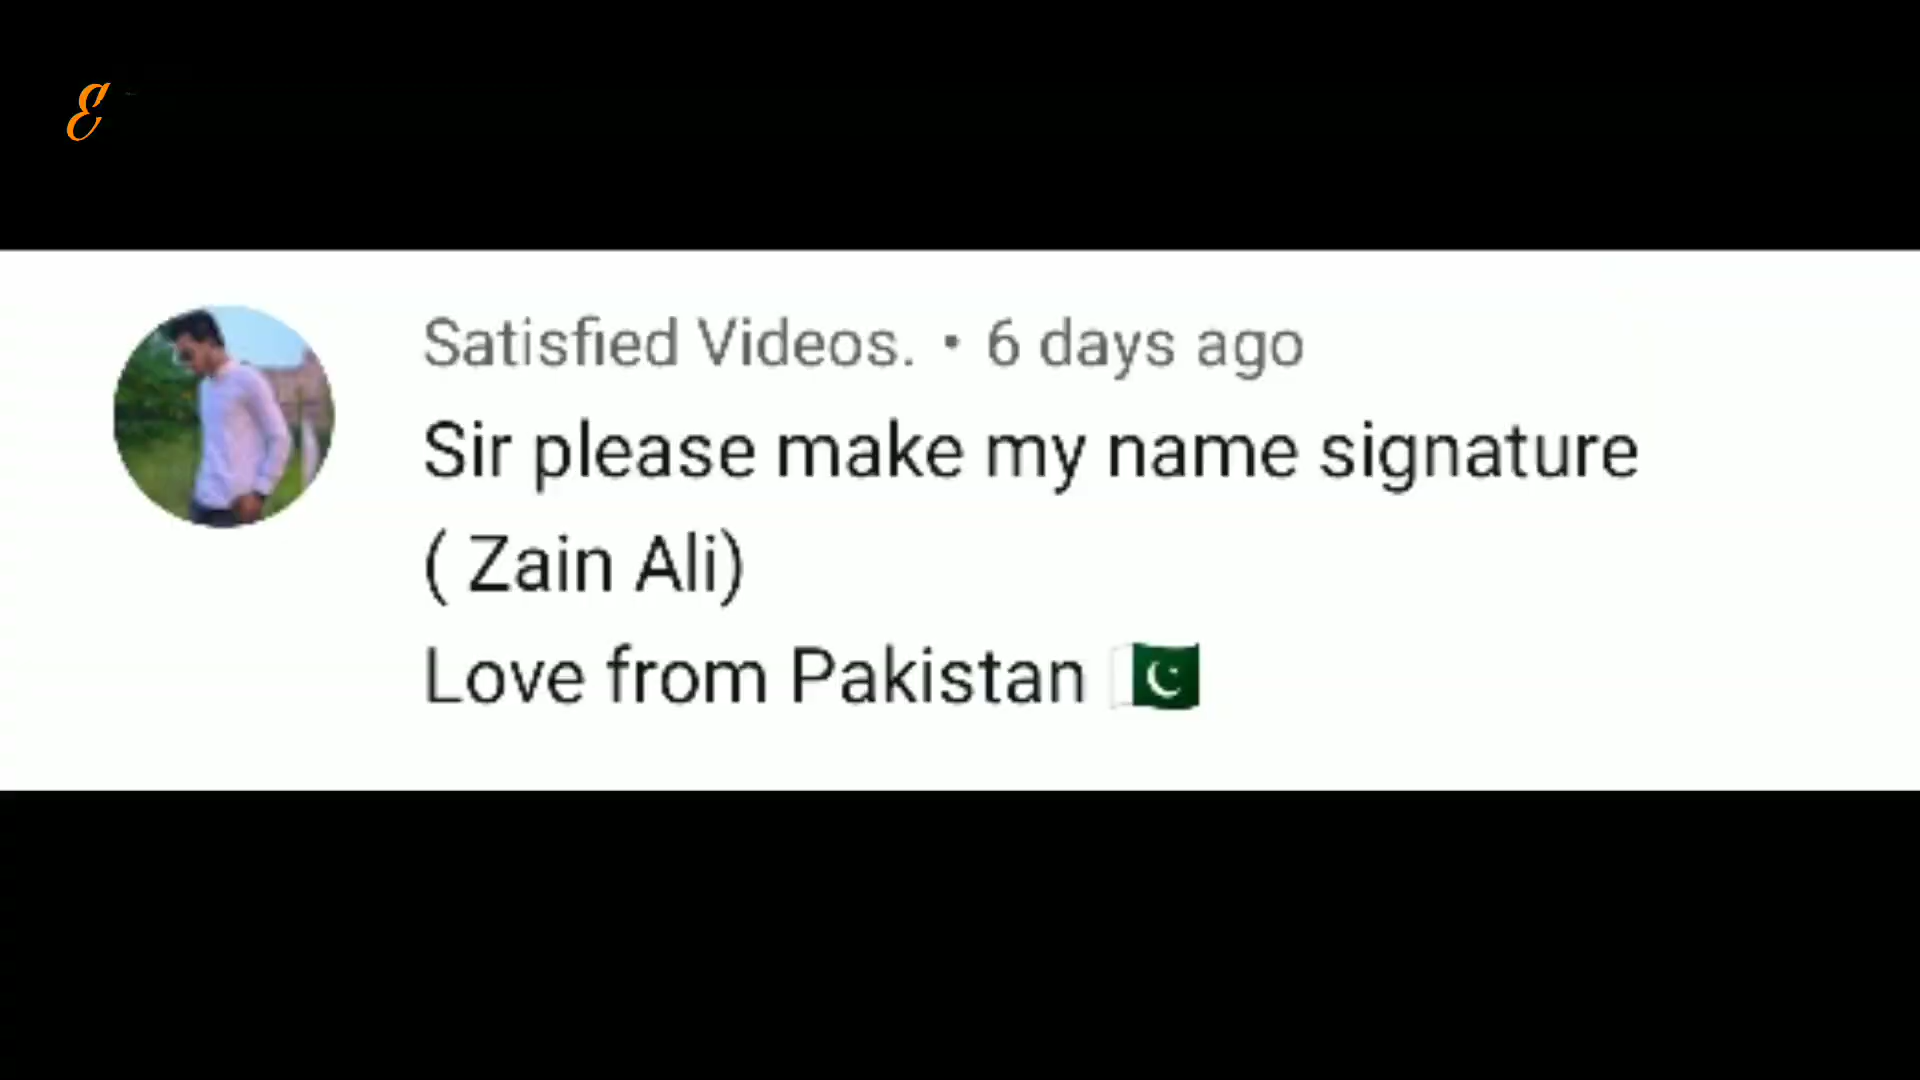 E
Satisfied Videos. • 6 days ago
Sir please make my name signature
( Zain Ali)
Love from Pakistan 🇵🇰